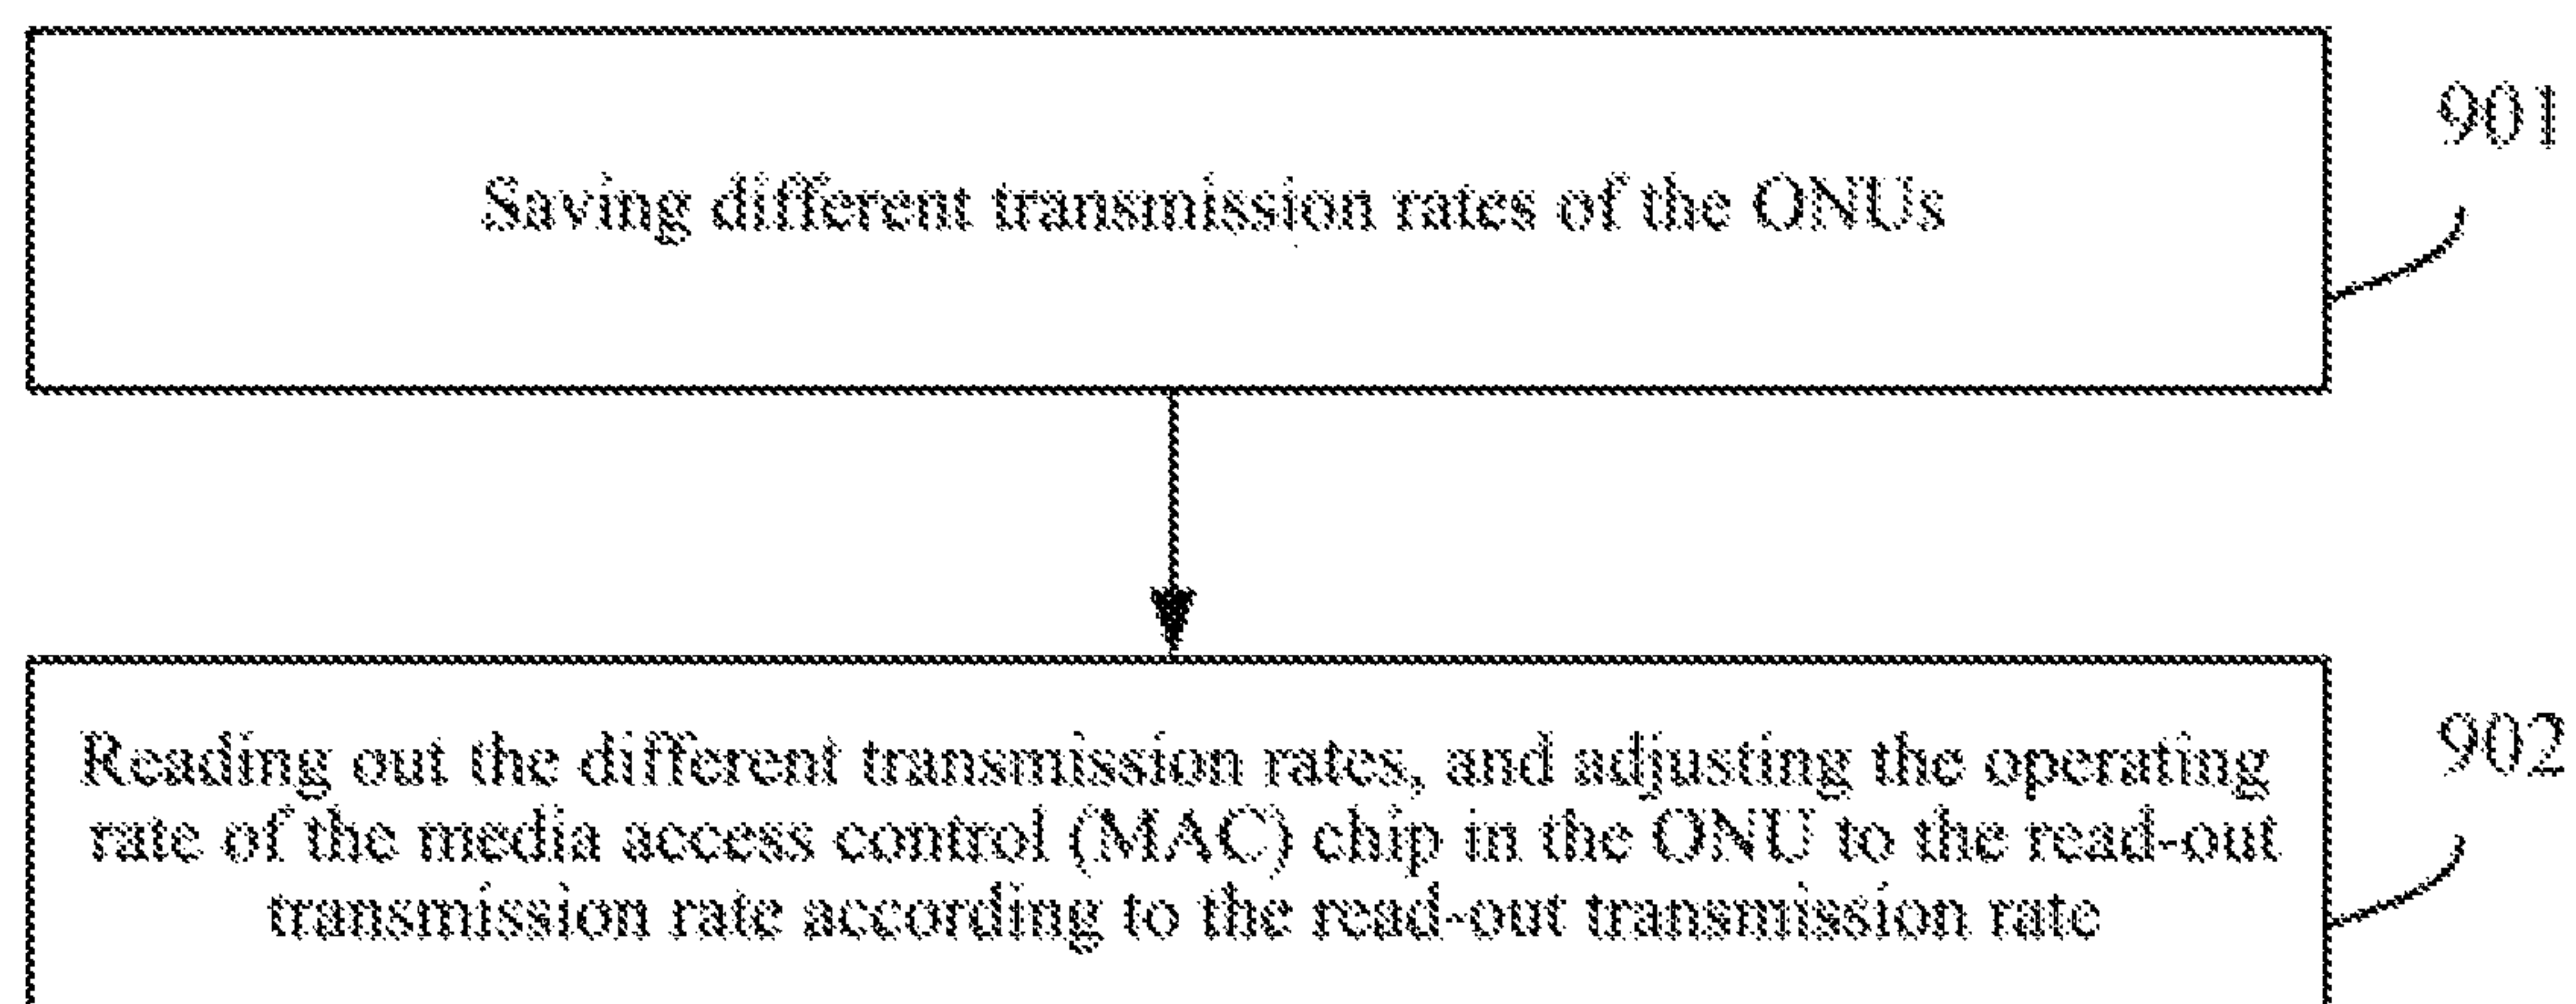 Saving different transmission rates of the ONUs
901
Reading out the different transmission rates, and adjusting the operating
rate of the media access control (MAC) chip in the ONU to the read-out
transmission rate according to the read-out transmission rate
902